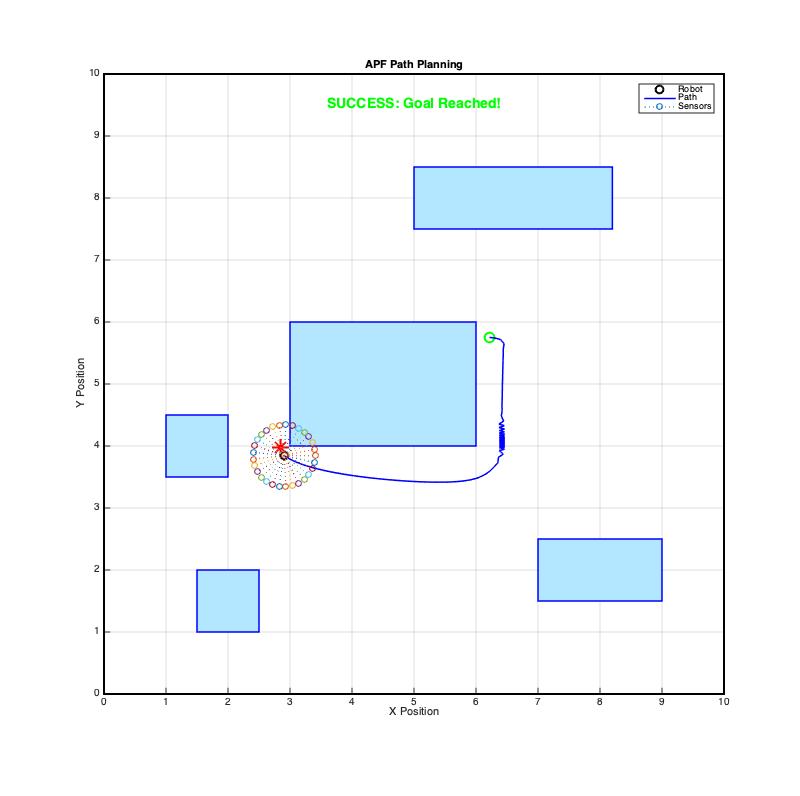 APF Path Planning
SUCCESS: Goal Reached!
Robot
Path
Sensors
10
9
8
7
6
5
4
3
2
1
0
Y Position
0 1 2 3 4 5 6 7 8 9 10
X Position